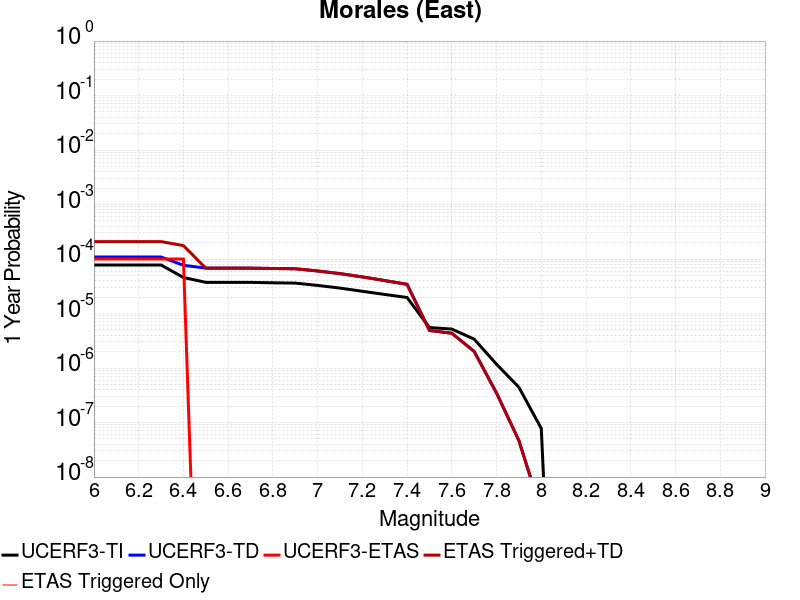 Morales (East)
10^0
10^-1
10^-2
10^-3
10^-4
10^-5
10^-6
10^-7
10^-8
1 Year Probability
6 6.2 6.4 6.6 6.8 7 7.2 7.4 7.6 7.8 8 8.2 8.4 8.6 8.8 9
Magnitude
UCERF3-TI UCERF3-TD UCERF3-ETAS ETAS Triggered+TD
ETAS Triggered Only